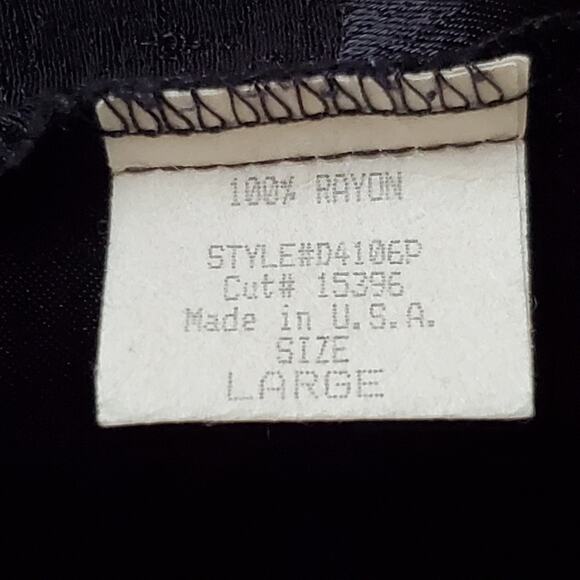 100% RAYON
STYLE#D4106P
Cut# 15396
Made in U.S.A.
SIZE
LARGE